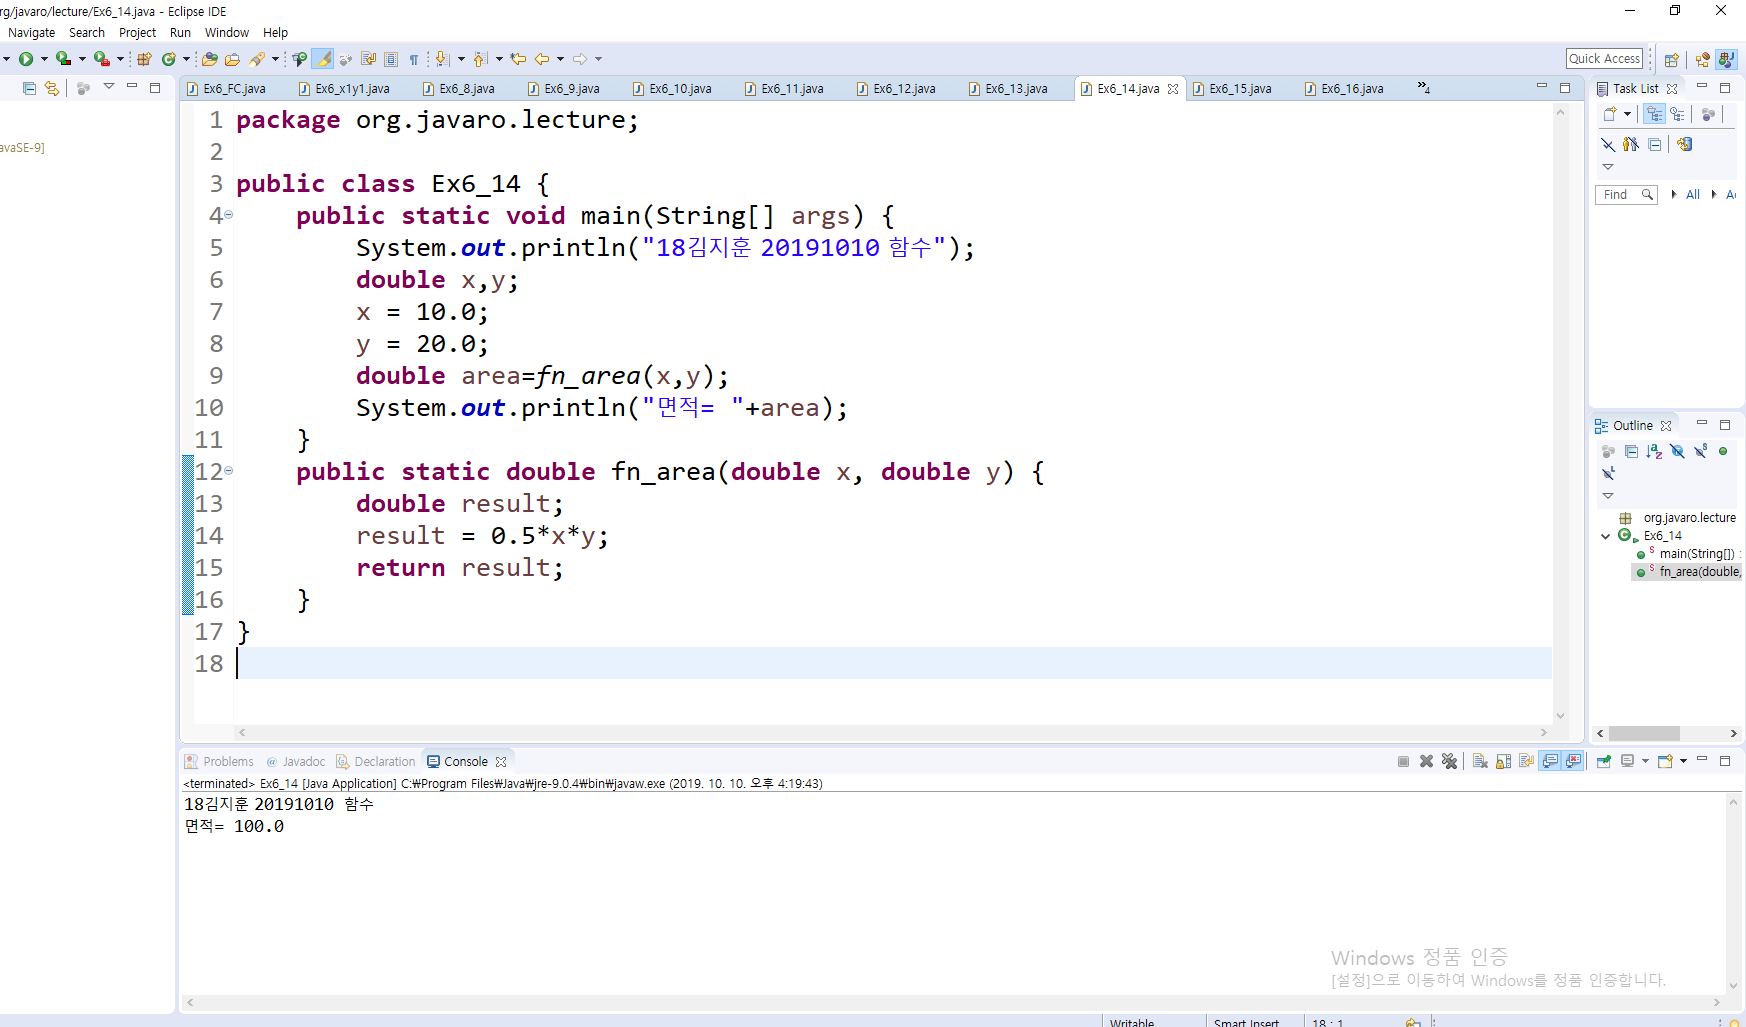 rg/javaro/lecture/Ex6_14.java - Eclipse IDE
Navigate Search Project Run Window Help
Quick Access
Ex6_FC.java Ex6_x1y1.java Ex6_8.java Ex6_9.java Ex6_10.java Ex6_11.java Ex6_12.java Ex6_13.java Ex6_14.java Ex6_15.java Ex6_16.java »4
avaSE-9]
1 package org.javaro.lecture;
2
3 public class Ex6_14 {
4 public static void main(String[] args) {
5 System.out.println("18김지훈 20191010 함수");
6 double x,y;
7 x = 10.0;
8 y = 20.0;
9 double area=fn_area(x,y);
10 System.out.println("면적= "+area);
11 }
12 public static double fn_area(double x, double y) {
13 double result;
14 result = 0.5*x*y;
15 return result;
16 }
17 }
18
Task List
Find All A
Outline
org.javaro.lecture
Ex6_14
main(String[]) :
fn_area(double,
Problems @ Javadoc Declaration Console
<terminated> Ex6_14 [Java Application] C:₩Program Files₩Java₩jre-9.0.4₩bin₩javaw.exe (2019. 10. 10. 오후 4:19:43)
18김지훈 20191010 함수
면적= 100.0
Windows 정품 인증
[설정]으로 이동하여 Windows를 정품 인증합니다.
Writable Smart Insert 18 : 1